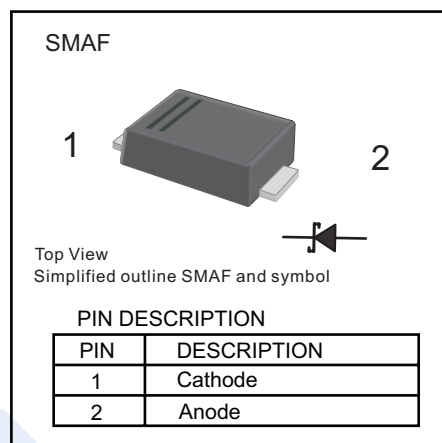 SMAF
1
2
Top View
Simplified outline SMAF and symbol
PIN DESCRIPTION
PIN DESCRIPTION
1 Cathode
2 Anode